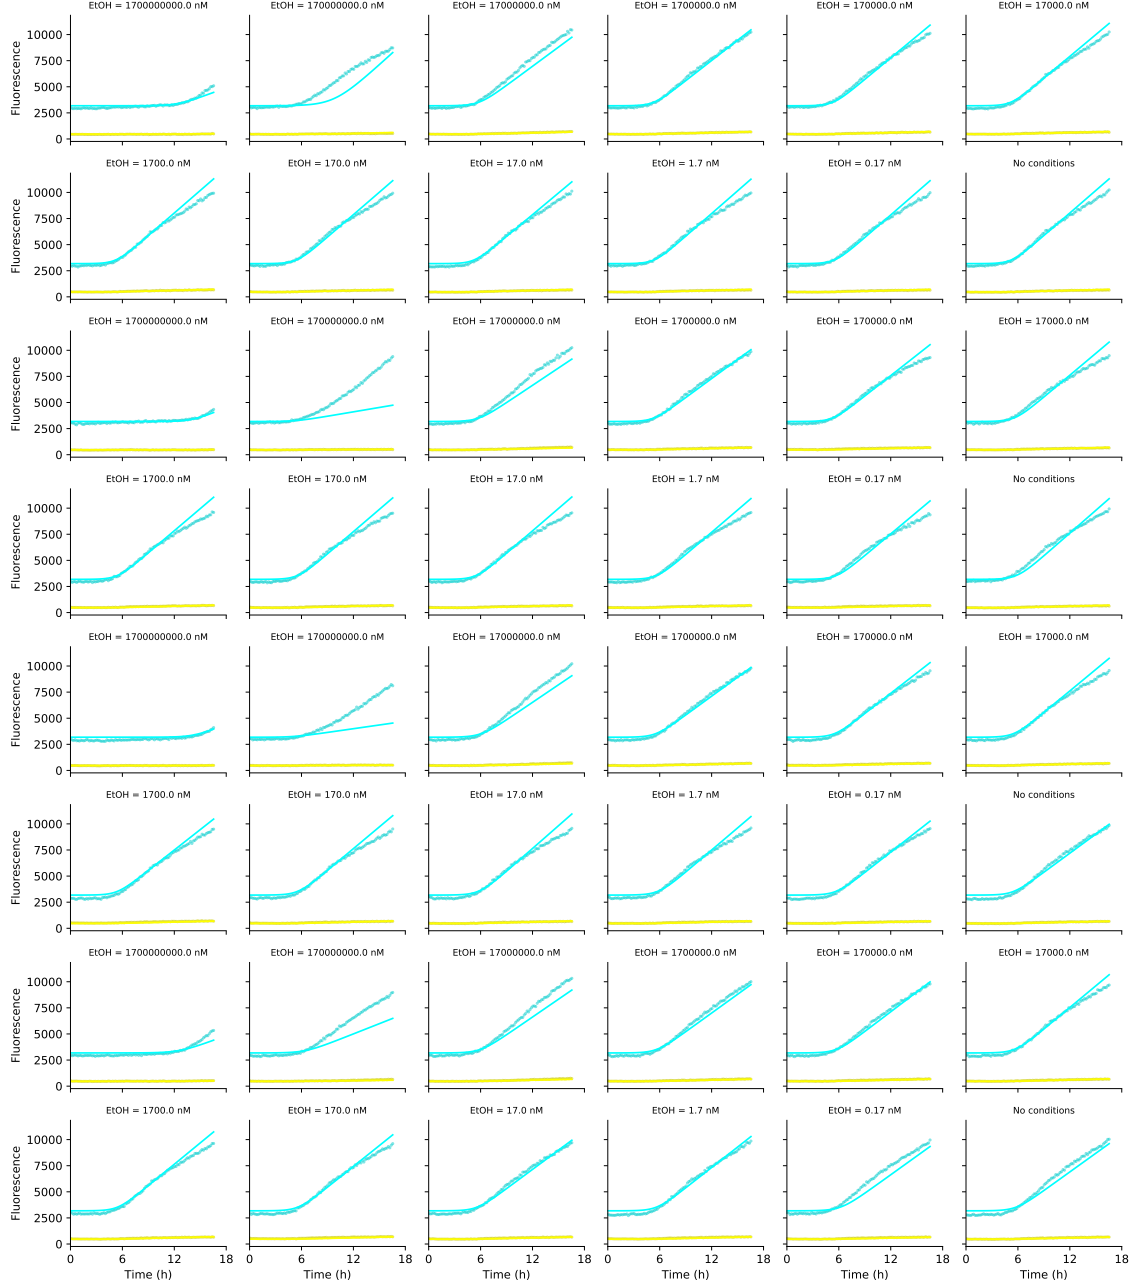 EtOH = 1700000000.0 nM EtOH = 170000000.0 nM EtOH = 17000000.0 nM EtOH = 1700000.0 nM EtOH = 170000.0 nM EtOH = 17000.0 nM
10000
7500
5000
2500
0
Fluorescence
EtOH = 1700.0 nM EtOH = 170.0 nM EtOH = 17.0 nM EtOH = 1.7 nM EtOH = 0.17 nM No conditions
10000
7500
5000
2500
0
Fluorescence
EtOH = 1700000000.0 nM EtOH = 170000000.0 nM EtOH = 17000000.0 nM EtOH = 1700000.0 nM EtOH = 170000.0 nM EtOH = 17000.0 nM
10000
7500
5000
2500
0
Fluorescence
EtOH = 1700.0 nM EtOH = 170.0 nM EtOH = 17.0 nM EtOH = 1.7 nM EtOH = 0.17 nM No conditions
10000
7500
5000
2500
0
Fluorescence
EtOH = 1700000000.0 nM EtOH = 170000000.0 nM EtOH = 17000000.0 nM EtOH = 1700000.0 nM EtOH = 170000.0 nM EtOH = 17000.0 nM
10000
7500
5000
2500
0
Fluorescence
EtOH = 1700.0 nM EtOH = 170.0 nM EtOH = 17.0 nM EtOH = 1.7 nM EtOH = 0.17 nM No conditions
10000
7500
5000
2500
0
Fluorescence
EtOH = 1700000000.0 nM EtOH = 170000000.0 nM EtOH = 17000000.0 nM EtOH = 1700000.0 nM EtOH = 170000.0 nM EtOH = 17000.0 nM
10000
7500
5000
2500
0
Fluorescence
EtOH = 1700.0 nM EtOH = 170.0 nM EtOH = 17.0 nM EtOH = 1.7 nM EtOH = 0.17 nM No conditions
10000
7500
5000
2500
0
Fluorescence
0 6 12 18 0 6 12 18 0 6 12 18 0 6 12 18 0 6 12 18 0 6 12 18
Time (h) Time (h) Time (h) Time (h) Time (h) Time (h)